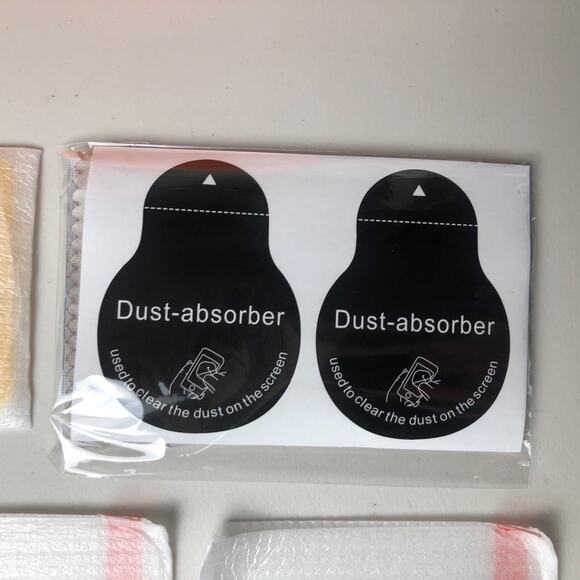 Dust-absorber
used to clear the dust on the screen
Dust-absorber
used to clear the dust on the screen